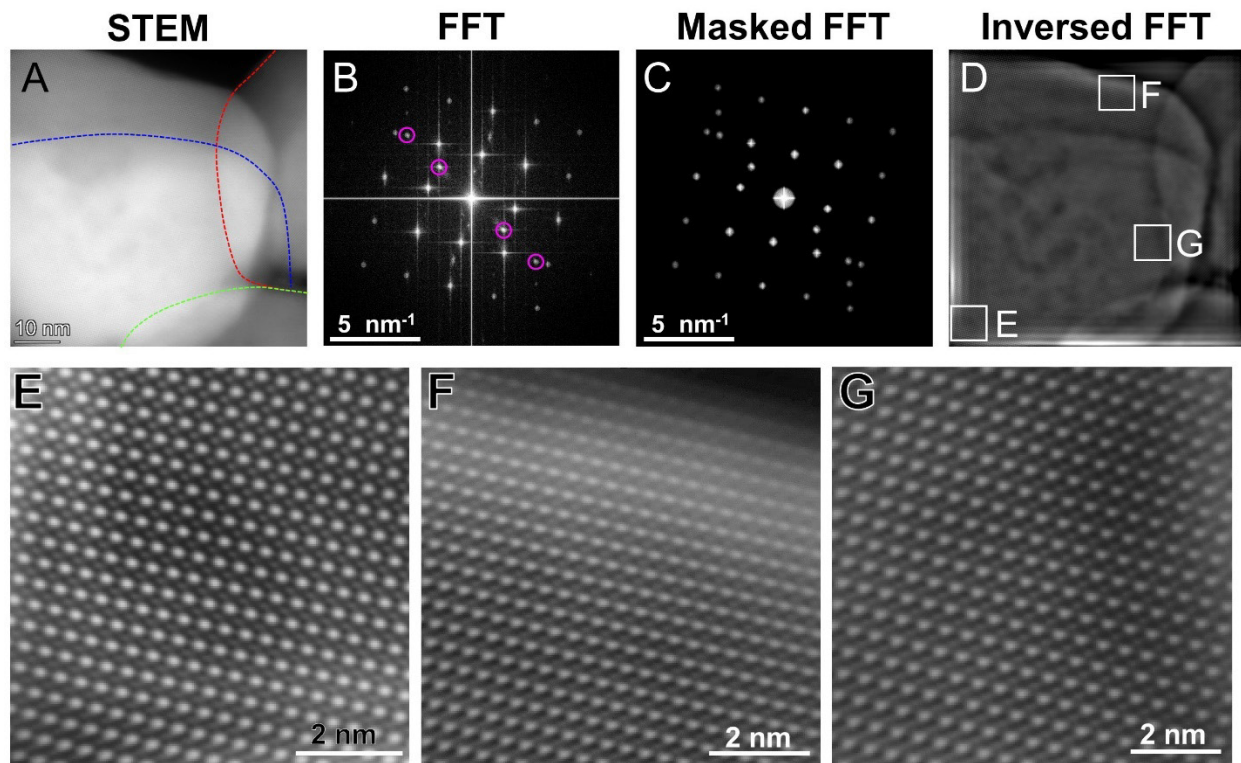 STEM FFT Masked FFT Inversed FFT
A B C D
F
G
E
10 nm 5 nm⁻¹ 5 nm⁻¹
E F G
2 nm 2 nm 2 nm